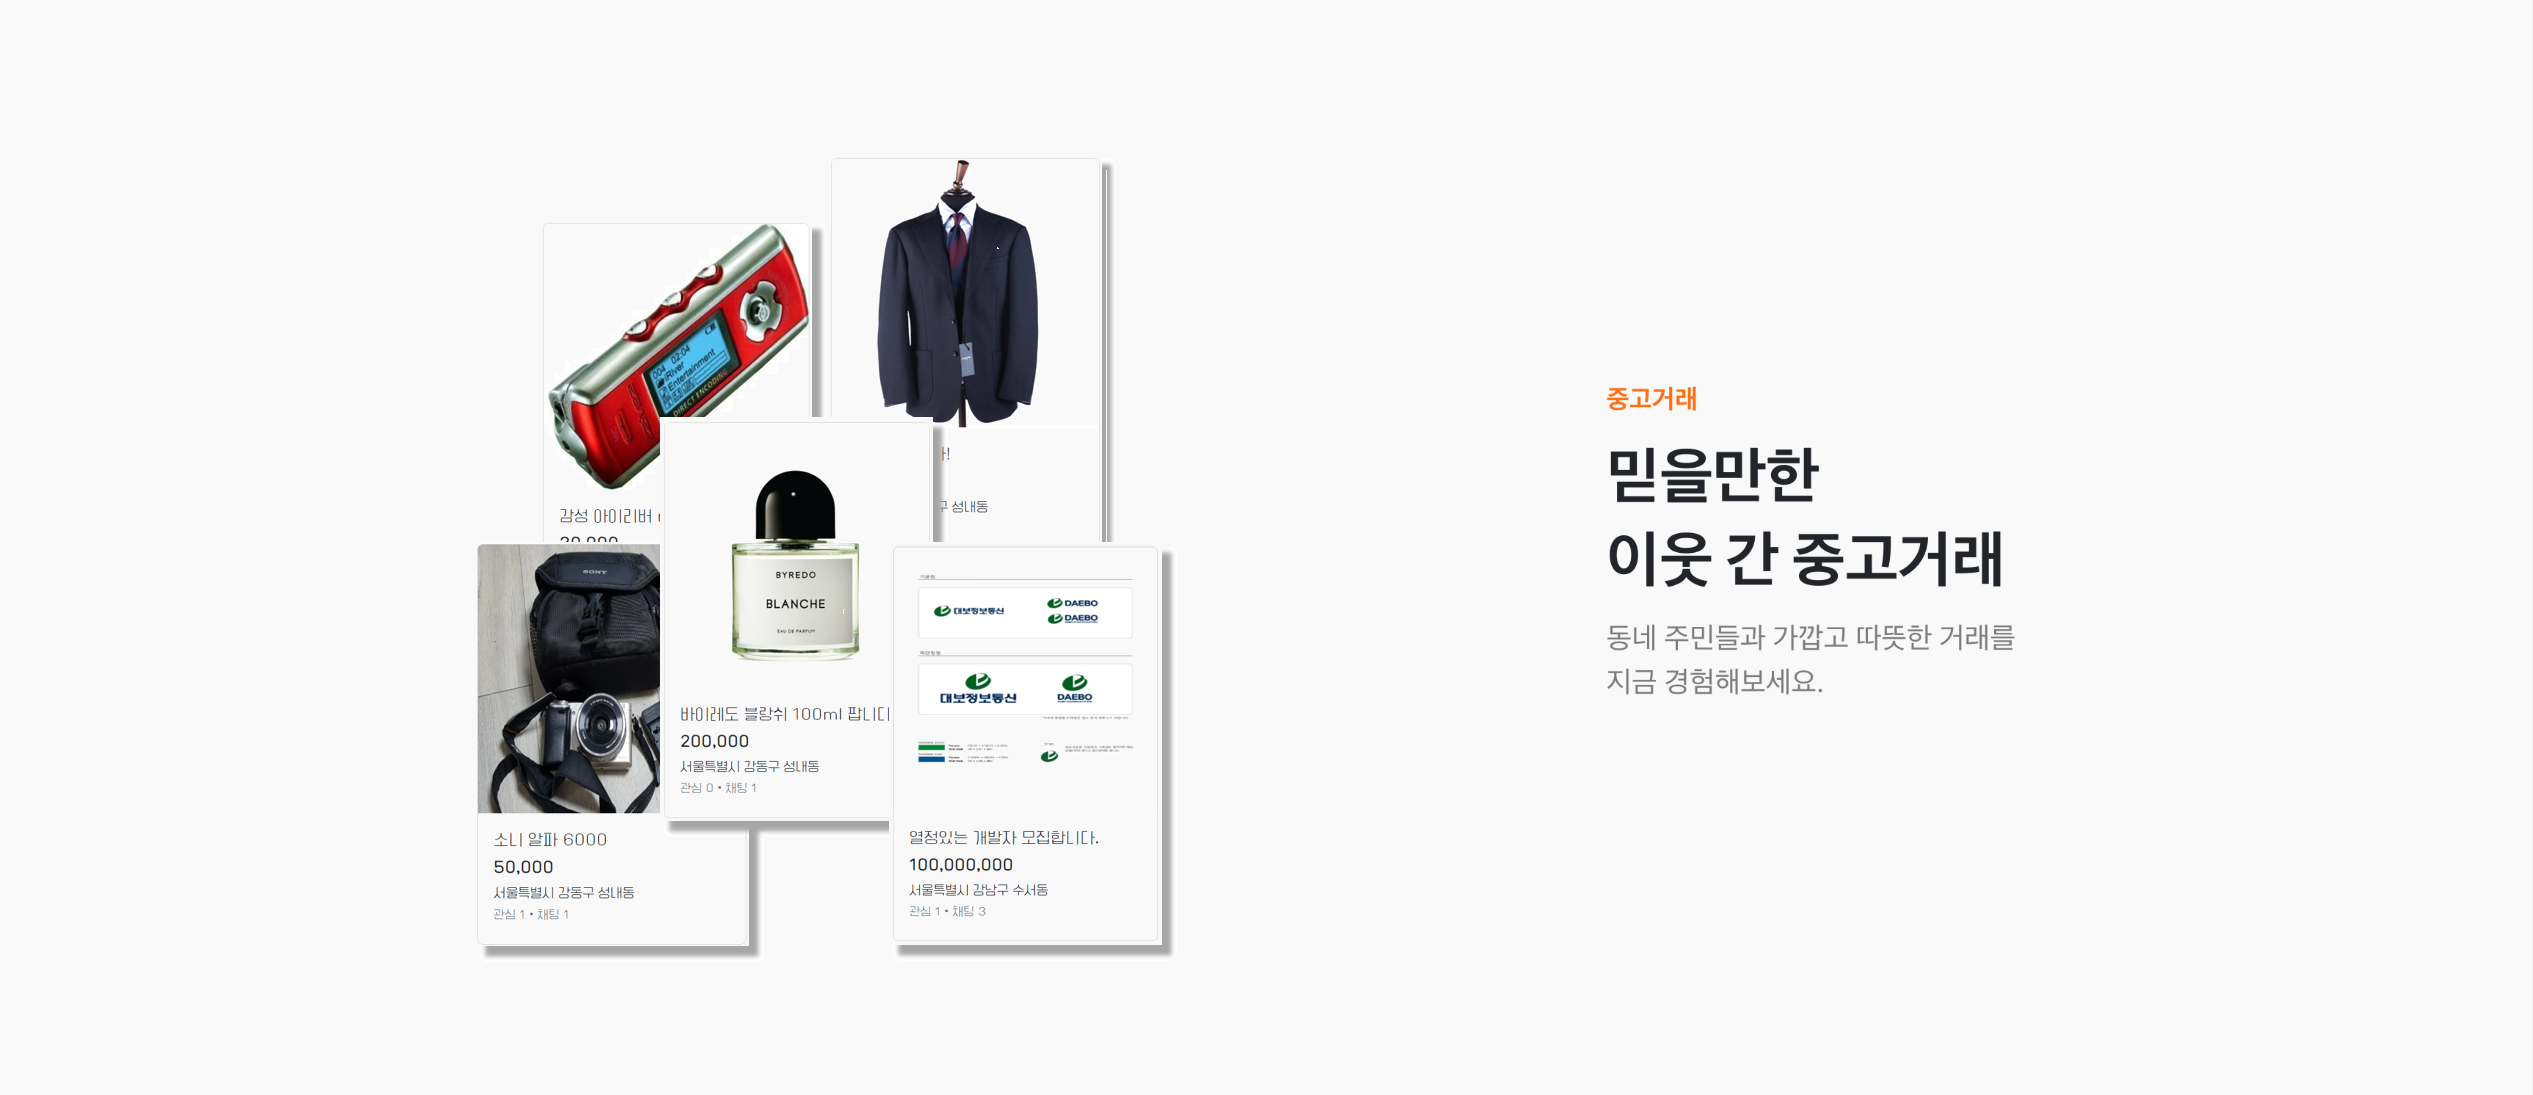 004
02:04
iRiver
Entertainment
DIRECT ENCODING
감성 아이리버
성내동
SONY
소니 알파 6000
50,000
서울특별시 강동구 성내동
관심 1 • 채팅 1
BYREDO
BLANCHE
EAU DE PARFUM
바이레도 블랑쉬 100ml 팝니다
200,000
서울특별시 강동구 성내동
관심 0 • 채팅 1
대보정보통신
DAEBO
DAEBO
대보정보통신
DAEBO
열정있는 개발자 모집합니다.
100,000,000
서울특별시 강남구 수서동
관심 1 • 채팅 3
중고거래
믿을만한
이웃 간 중고거래
동네 주민들과 가깝고 따뜻한 거래를
지금 경험해보세요.